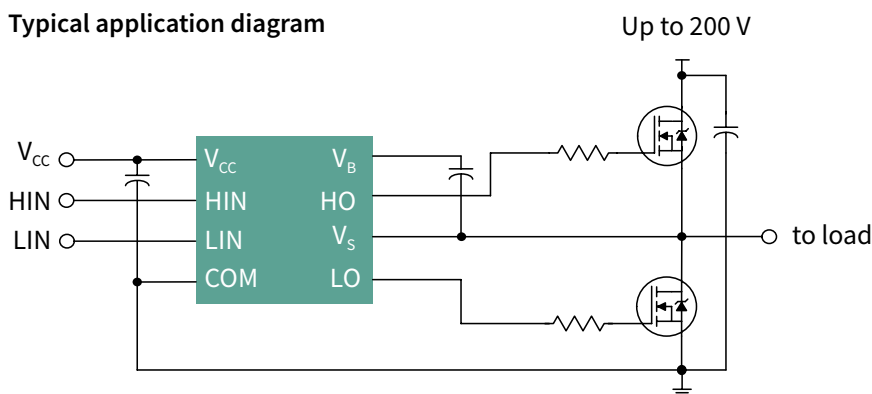 Typical application diagram
Up to 200 V
VCC
HIN
LIN
VCC
HIN
LIN
COM
VB
HO
VS
LO
to load